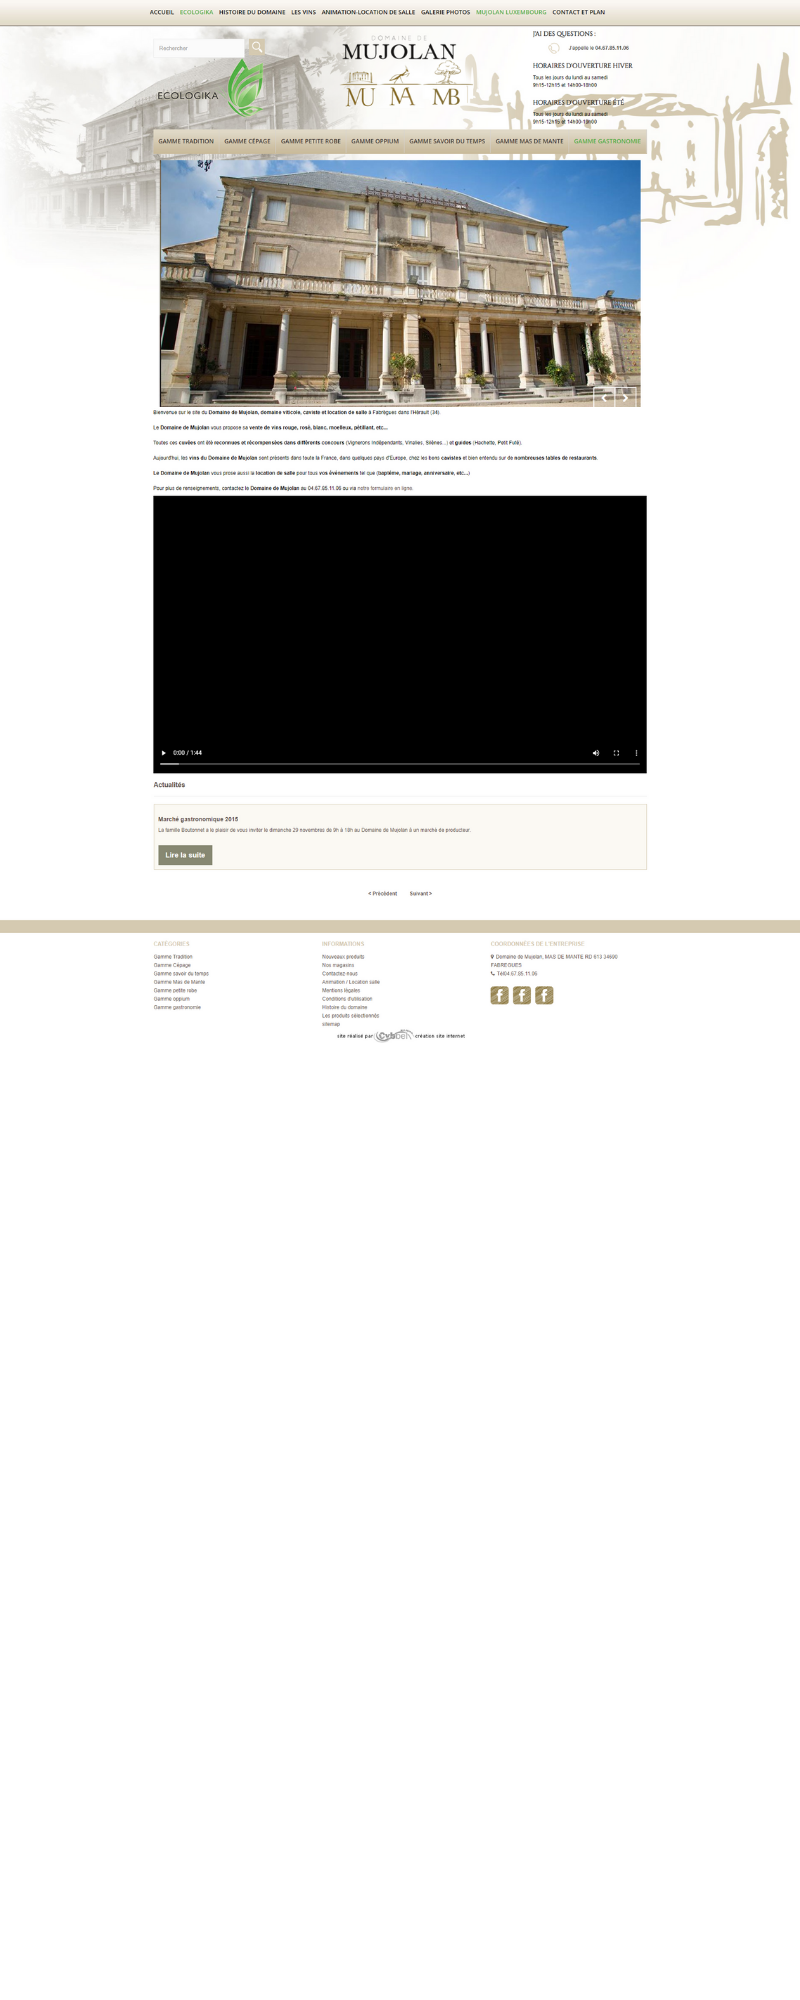 ACCUEIL ECOLOGIKA HISTOIRE DU DOMAINE LES VINS ANIMATION-LOCATION DE SALLE GALERIE PHOTOS MUJOLAN LUXEMBOURG CONTACT ET PLAN
Rechercher
ECOLOGIKA
DOMAINE DE
MUJOLAN
MU MA MB
J'AI DES QUESTIONS :
J'appelle le 04.67.85.11.06
HORAIRES D'OUVERTURE HIVER
Tous les jours du lundi au samedi
9h15-12h15 et 14h00-18h00
HORAIRES D'OUVERTURE ÉTÉ
Tous les jours du lundi au samedi
9h15-12h15 et 14h00-19h00
GAMME TRADITION GAMME CÉPAGE GAMME PETITE ROBE GAMME OPPIUM GAMME SAVOIR DU TEMPS GAMME MAS DE MANTE GAMME GASTRONOMIE
Bienvenue sur le site du Domaine de Mujolan, domaine viticole, caviste et location de salle à Fabrègues dans l'Hérault (34).
Le Domaine de Mujolan vous propose sa vente de vins rouge, rosé, blanc, moelleux, pétillant, etc...
Toutes ces cuvées ont été reconnues et récompensées dans différents concours (Vignerons Indépendants, Vinalies, Silènes...) et guides (Hachette, Petit Futé).
Aujourd'hui, les vins du Domaine de Mujolan sont présents dans toute la France, dans quelques pays d'Europe, chez les bons cavistes et bien entendu sur de nombreuses tables de restaurants.
Le Domaine de Mujolan vous prose aussi la location de salle pour tous vos événements tel que (baptême, mariage, anniversaire, etc...)
Pour plus de renseignements, contactez le Domaine de Mujolan au 04.67.85.11.06 ou via notre formulaire en ligne.
0:00 / 1:44
Actualités
Marché gastronomique 2015
La famille Boutonnet a le plaisir de vous inviter le dimanche 29 novembres de 9h à 19h au Domaine de Mujolan à un marché de producteur.
Lire la suite
< Précédent Suivant >
CATÉGORIES
Gamme Tradition
Gamme Cépage
Gamme savoir du temps
Gamme Mas de Mante
Gamme petite robe
Gamme oppium
Gamme gastronomie
INFORMATIONS
Nouveaux produits
Nos magasins
Contactez-nous
Animation / Location salle
Mentions légales
Conditions d'utilisation
Histoire du domaine
Les produits sélectionnés
sitemap
COORDONNÉES DE L'ENTREPRISE
Domaine de Mujolan, MAS DE MANTE RD 613 34690
FABREGUES
Tél04.67.85.11.06
site réalisé par Cybbel création site internet